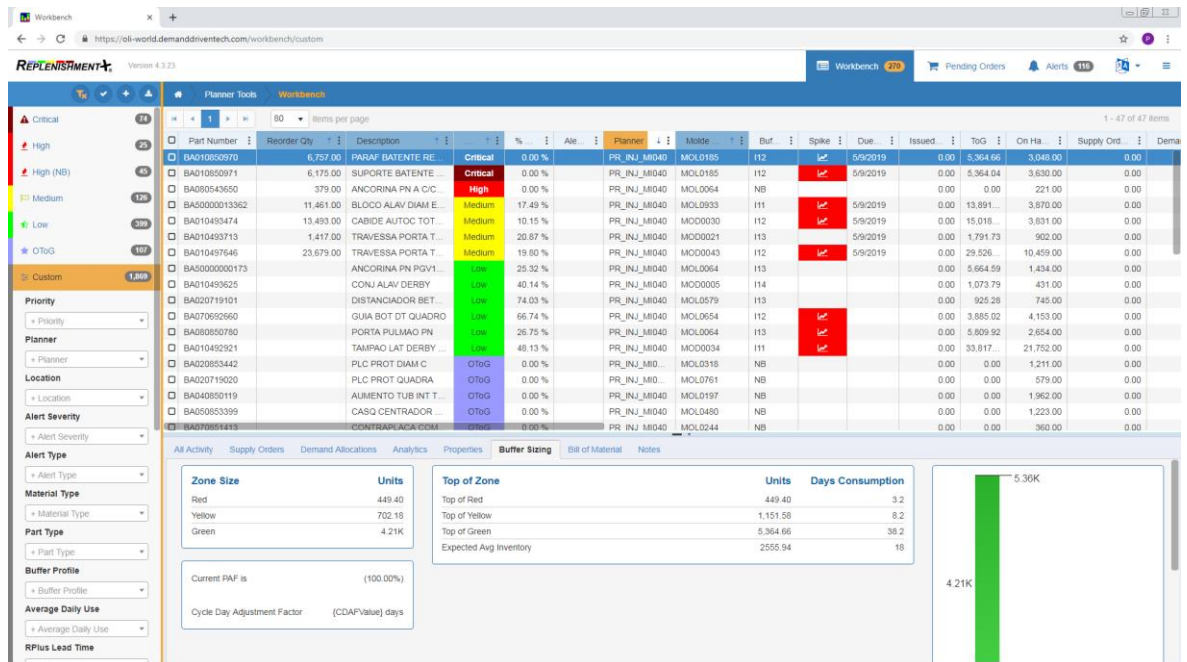 Workbench
https://oli-world.demanddriventech.com/workbench/custom
P
REPLENISHMENT+ Version 4.3.23
Workbench 270 Pending Orders Alerts 116
Planner Tools Workbench
1 80 items per page 1 - 47 of 47 items
Critical 74
High 25
High (NB) 45
Medium 126
Low 399
OToG 107
Custom 1,869
Priority
+ Priority
Planner
+ Planner
Location
+ Location
Alert Severity
+ Alert Severity
Alert Type
+ Alert Type
Material Type
+ Material Type
Part Type
+ Part Type
Buffer Profile
+ Buffer Profile
Average Daily Use
+ Average Daily Use
RPlus Lead Time
Part Number Reorder Qty Description ... % ... Ale... Planner Molde... Buf... Spike Due... Issued... ToG On Ha... Supply Ord... Dema
BA010850970 6,757.00 PARAF BATENTE RE... Critical 0.00 % PR_INJ_MI040 MOL0185 I12 5/9/2019 0.00 5,364.66 3,048.00 0.00
BA010850971 6,175.00 SUPORTE BATENTE ... Critical 0.00 % PR_INJ_MI040 MOL0185 I12 5/9/2019 0.00 5,364.04 3,630.00 0.00
BA080543650 379.00 ANCORINA PN A C/C... High 0.00 % PR_INJ_MI040 MOL0064 NB 0.00 0.00 221.00 0.00
BA50000013362 11,461.00 BLOCO ALAV DIAM E... Medium 17.49 % PR_INJ_MI040 MOL0933 I11 5/9/2019 0.00 13,891.... 3,870.00 0.00
BA010493474 13,493.00 CABIDE AUTOC TOT... Medium 10.15 % PR_INJ_MI040 MOD0030 I12 5/9/2019 0.00 15,018.... 3,831.00 0.00
BA010493713 1,417.00 TRAVESSA PORTA T... Medium 20.87 % PR_INJ_MI040 MOD0021 I13 5/9/2019 0.00 1,791.73 902.00 0.00
BA010497646 23,679.00 TRAVESSA PORTA T... Medium 19.80 % PR_INJ_MI040 MOD0043 I12 5/9/2019 0.00 29,526.... 10,459.00 0.00
BA50000000173 ANCORINA PN PGV1... Low 25.32 % PR_INJ_MI040 MOL0064 I13 0.00 5,664.59 1,434.00 0.00
BA010493625 CONJ ALAV DERBY Low 40.14 % PR_INJ_MI040 MOD0005 I14 0.00 1,073.79 431.00 0.00
BA020719101 DISTANCIADOR BET... Low 74.03 % PR_INJ_MI040 MOL0579 I13 0.00 925.28 745.00 0.00
BA070692660 GUIA BOT DT QUADRO Low 66.74 % PR_INJ_MI040 MOL0654 I12 0.00 3,885.02 4,153.00 0.00
BA080850780 PORTA PULMAO PN Low 26.75 % PR_INJ_MI040 MOL0064 I13 0.00 5,809.92 2,654.00 0.00
BA010492921 TAMPAO LAT DERBY ... Low 48.13 % PR_INJ_MI040 MOD0034 I11 0.00 33,817.... 21,752.00 0.00
BA020853442 PLC PROT DIAM C OToG 0.00 % PR_INJ_MI0... MOL0318 NB 0.00 0.00 1,211.00 0.00
BA020719020 PLC PROT QUADRA OToG 0.00 % PR_INJ_MI0... MOL0761 NB 0.00 0.00 579.00 0.00
BA040850119 AUMENTO TUB INT T... OToG 0.00 % PR_INJ_MI040 MOL0197 NB 0.00 0.00 1,962.00 0.00
BA050853399 CASQ CENTRADOR ... OToG 0.00 % PR_INJ_MI040 MOL0480 NB 0.00 0.00 1,223.00 0.00
BA070851413 CONTRAPLACA COM OToG 0.00 % PR_INJ_MI040 MOL0244 NB 0.00 0.00 360.00 0.00
All Activity Supply Orders Demand Allocations Analytics Properties Buffer Sizing Bill of Material Notes
Zone Size Units
Red 449.40
Yellow 702.18
Green 4.21K
Current PAF is (100.00%)
Cycle Day Adjustment Factor {CDAFValue} days
Top of Zone Units Days Consumption
Top of Red 449.40 3.2
Top of Yellow 1,151.58 8.2
Top of Green 5,364.66 38.2
Expected Avg Inventory 2555.94 18
5.36K
4.21K